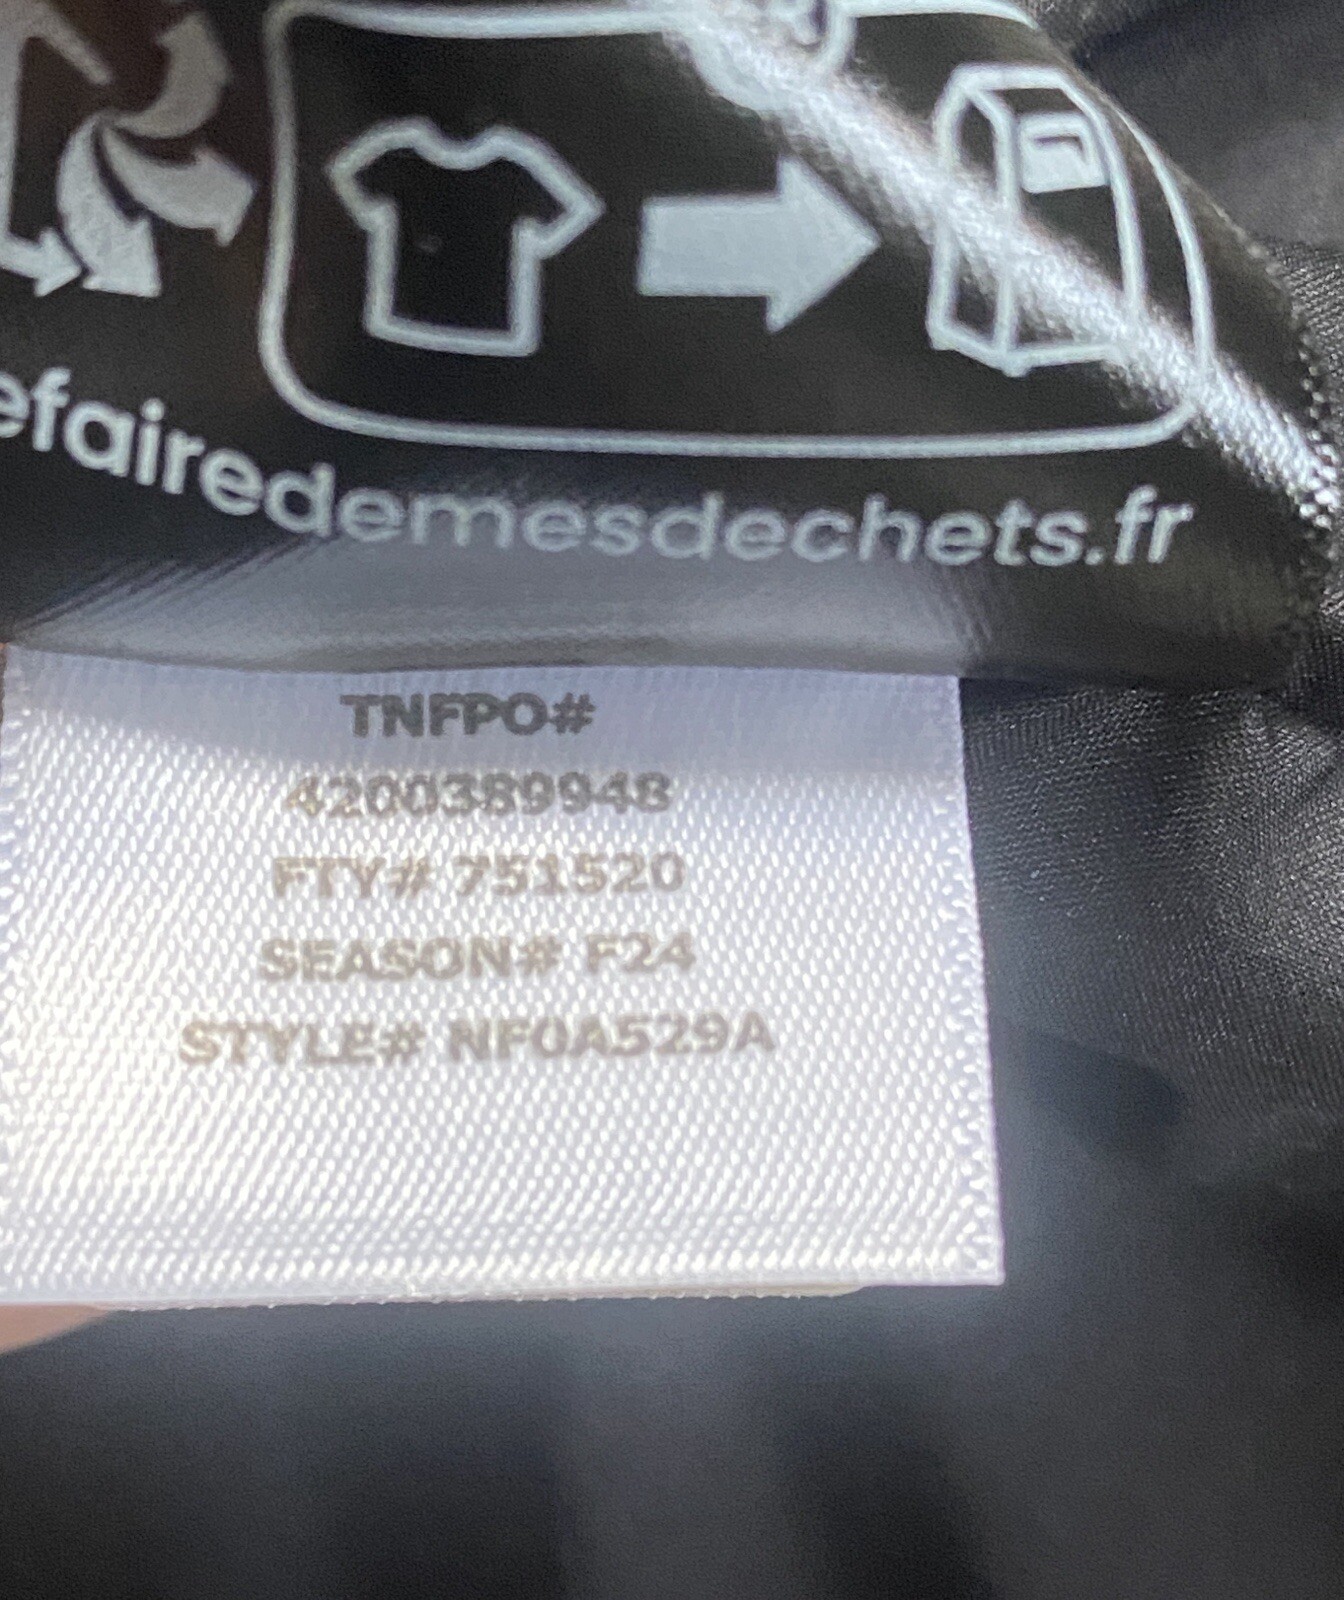 efairedemesdechets.fr
TNFPO#
4200389948
FTY# 751520
SEASON# F24
STYLE# NF0A529A